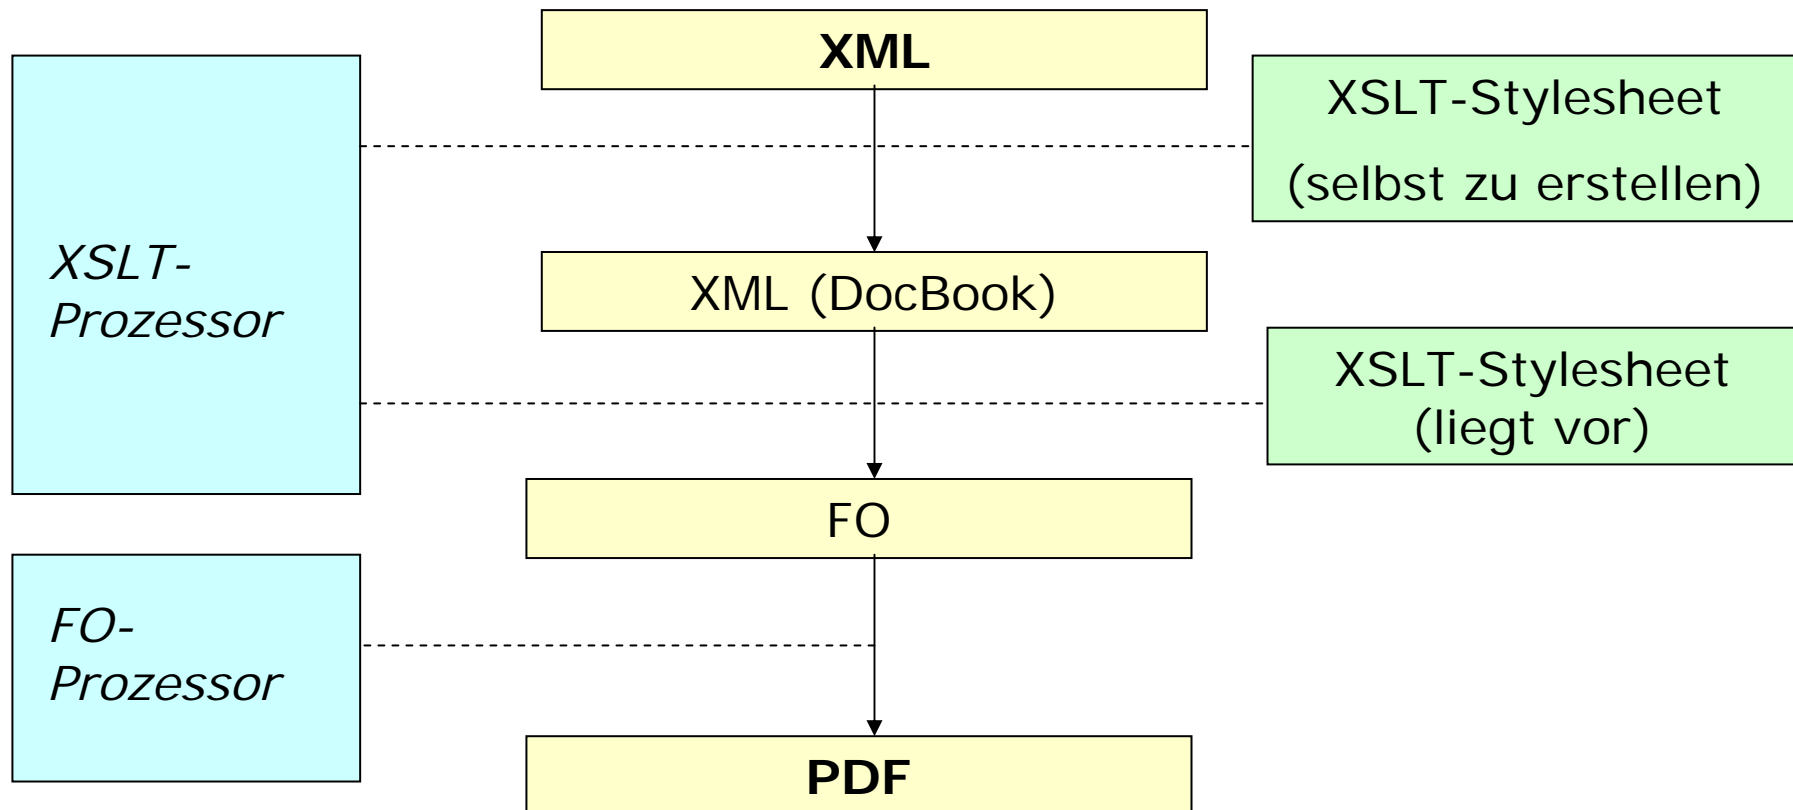 XML
XSLT-Stylesheet
(selbst zu erstellen)
XSLT-
Prozessor
XML (DocBook)
XSLT-Stylesheet
(liegt vor)
FO
FO-
Prozessor
PDF